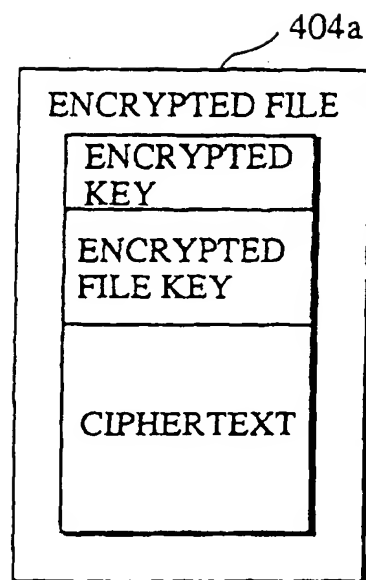 404a
ENCRYPTED FILE
ENCRYPTED
KEY
ENCRYPTED
FILE KEY
CIPHERTEXT